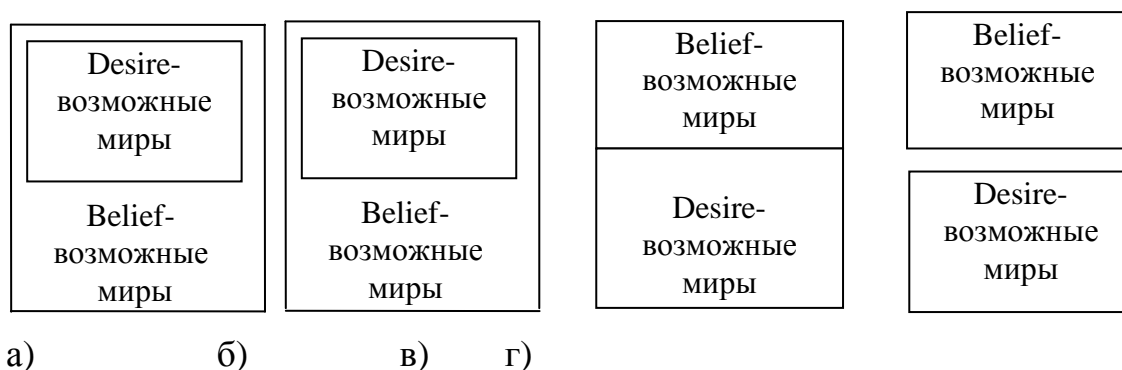 Desire-
возможные
миры
Belief-
возможные
миры
Desire-
возможные
миры
Belief-
возможные
миры
Belief-
возможные
миры
Desire-
возможные
миры
Belief-
возможные
миры
Desire-
возможные
миры
а) б) в) г)